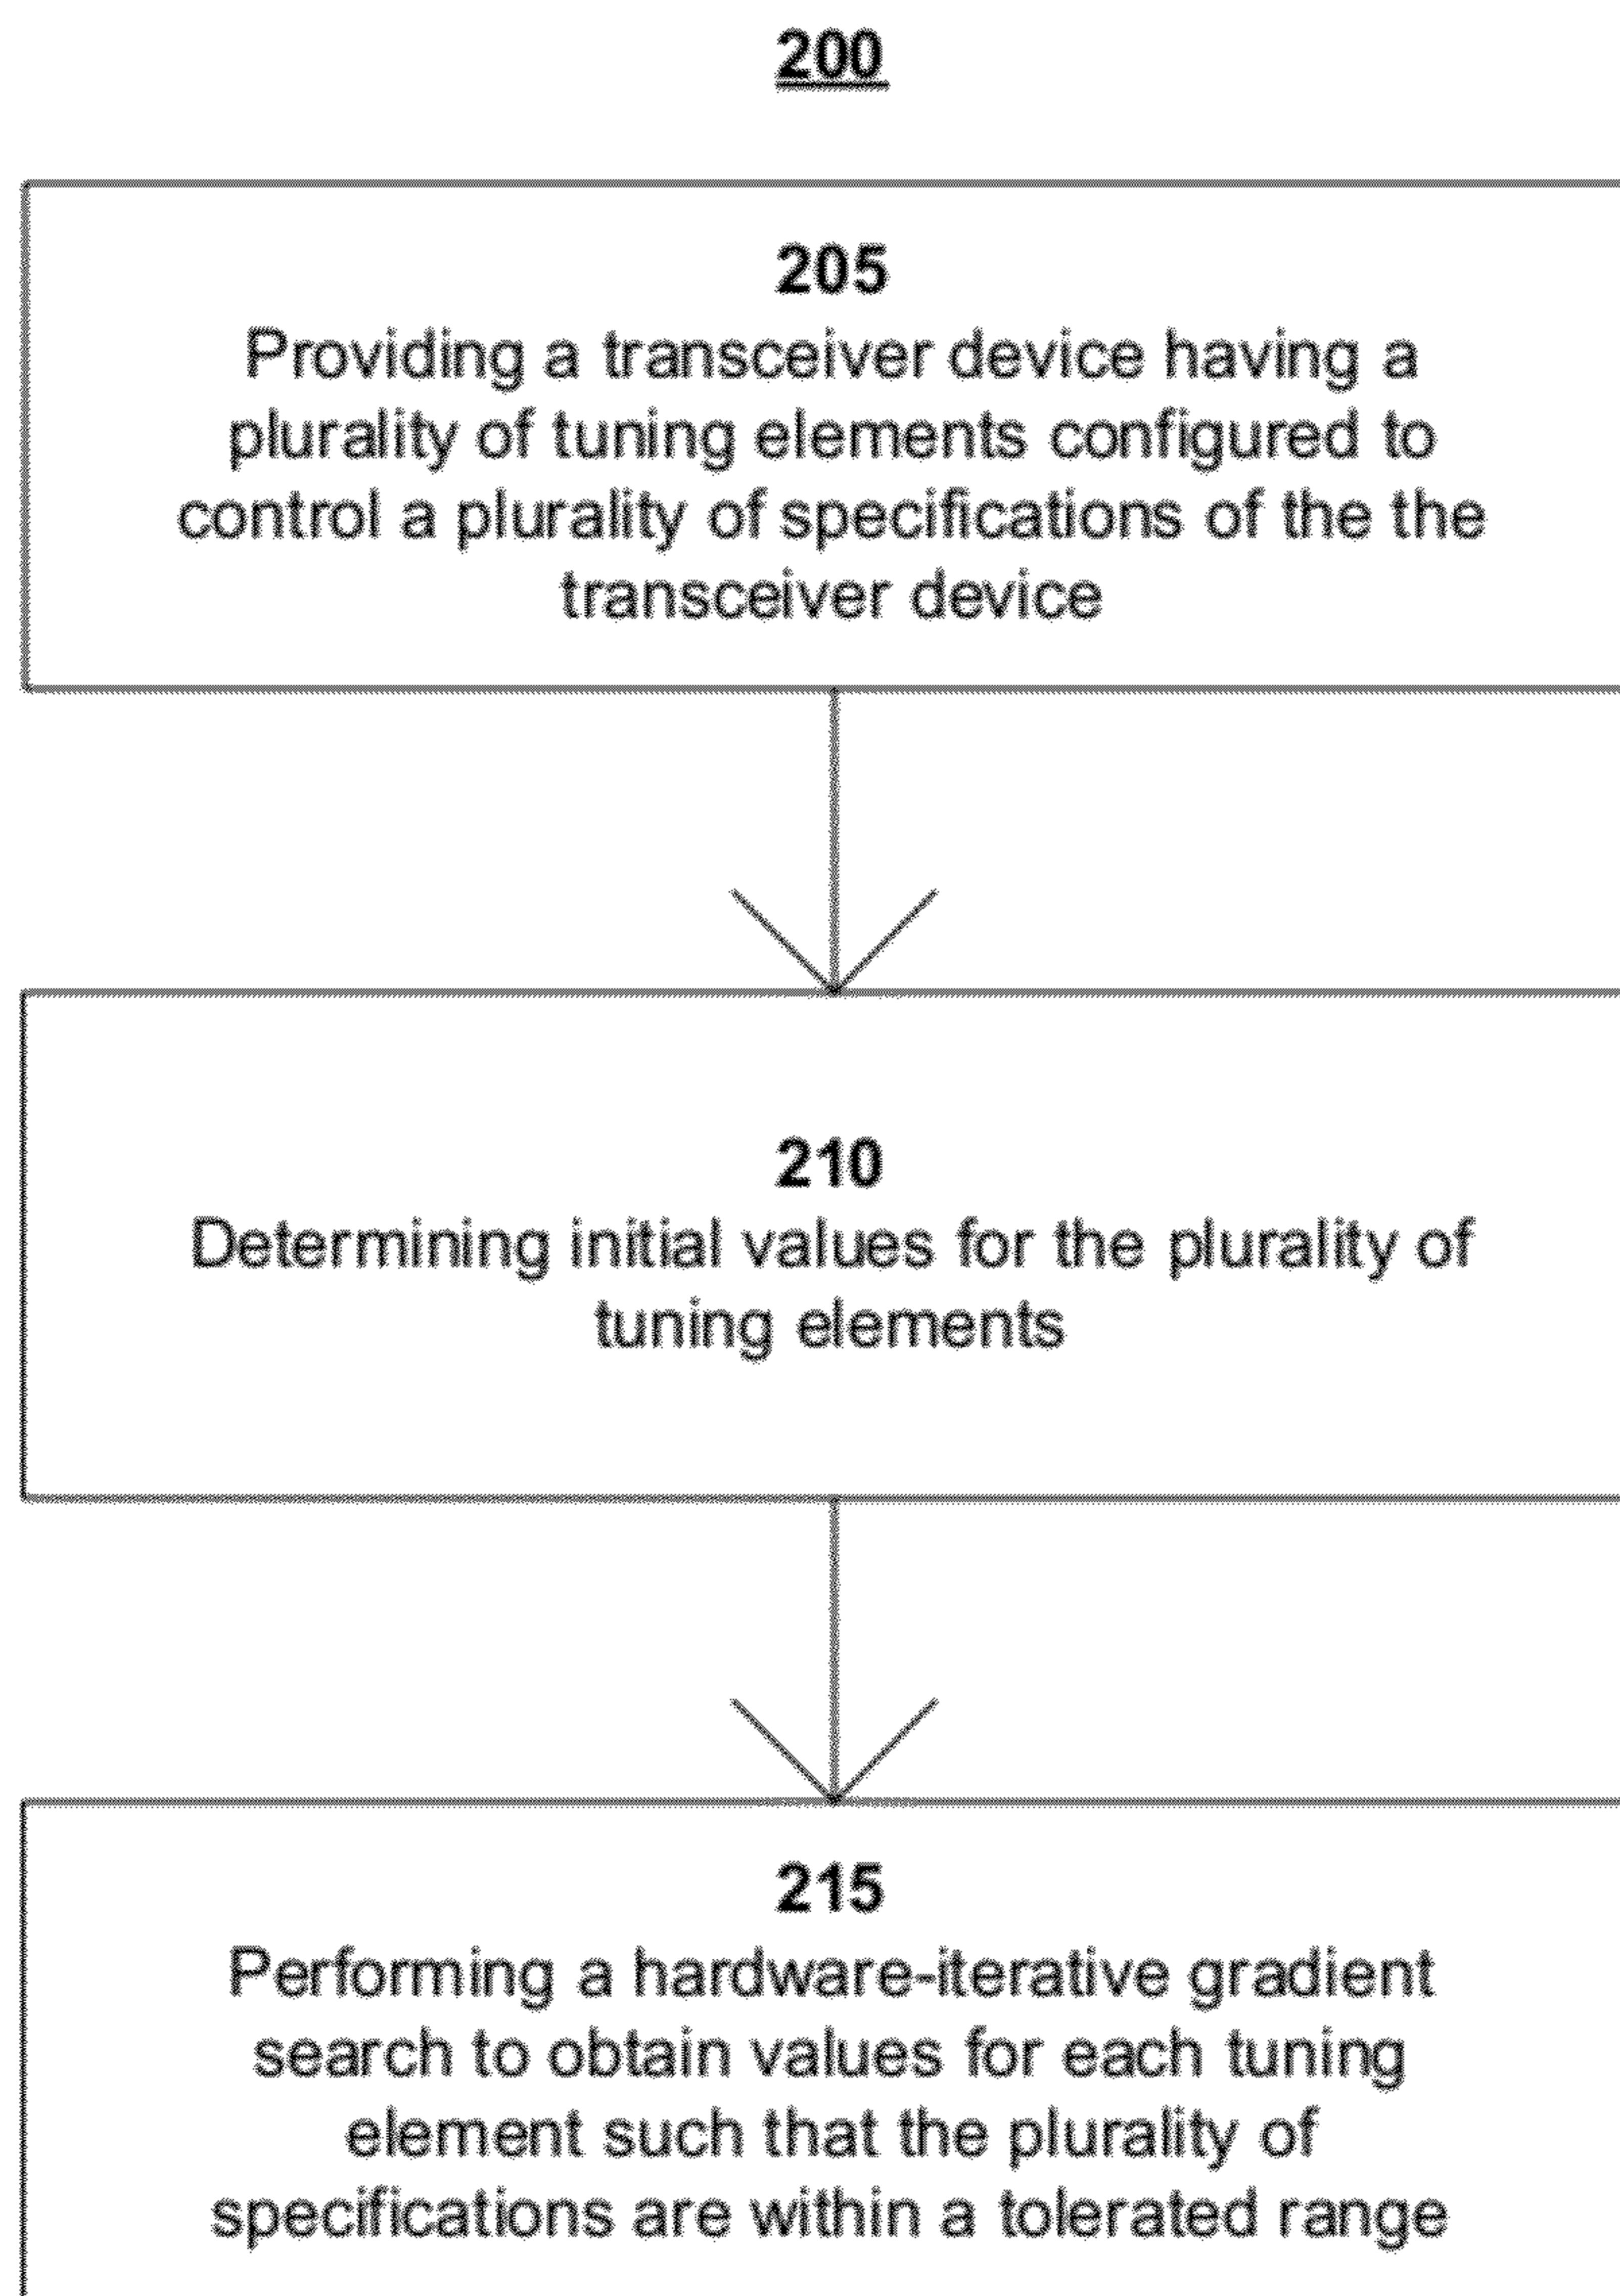 200
205
Providing a transceiver device having a
plurality of tuning elements configured to
control a plurality of specifications of the the
transceiver device
210
Determining initial values for the plurality of
tuning elements
215
Performing a hardware-iterative gradient
search to obtain values for each tuning
element such that the plurality of
specifications are within a tolerated range